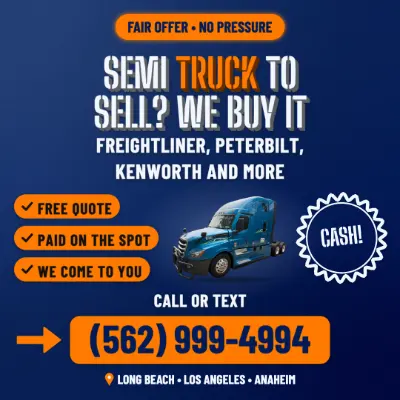 FAIR OFFER • NO PRESSURE
SEMI TRUCK TO
SELL? WE BUY IT
FREIGHTLINER, PETERBILT,
KENWORTH AND MORE
FREE QUOTE
PAID ON THE SPOT
WE COME TO YOU
CASH!
CALL OR TEXT
(562) 999-4994
LONG BEACH • LOS ANGELES • ANAHEIM